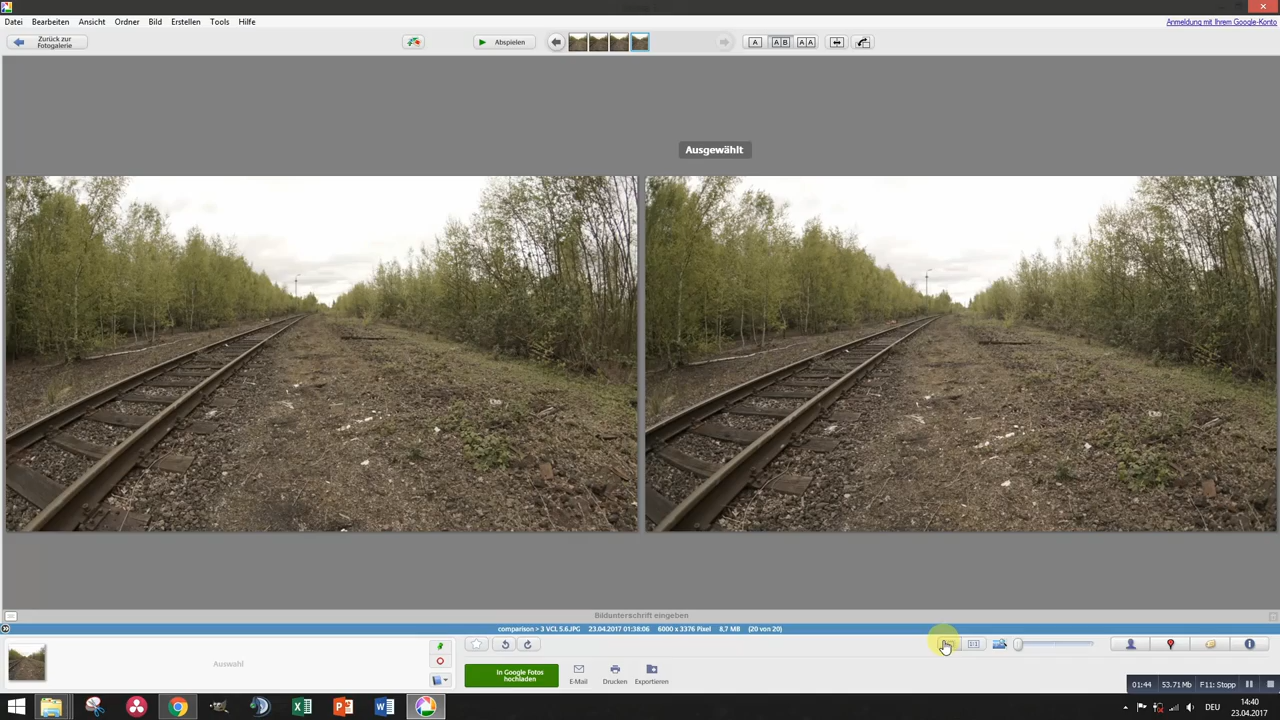 Datei Bearbeiten Ansicht Ordner Bild Erstellen Tools Hilfe
Anmeldung mit Ihrem Google-Konto
Zurück zur
Fotogalerie
Abspielen
A A B A A
Ausgewählt
Bildunterschrift eingeben
comparison > 3 VCL 5.6.JPG 23.04.2017 01:38:06 6000 x 3376 Pixel 8,7 MB (20 von 20)
Auswahl
In Google Fotos
hochladen
E-Mail Drucken Exportieren
01:44 53.71 Mb F11: Stopp
14:40
DEU
23.04.2017